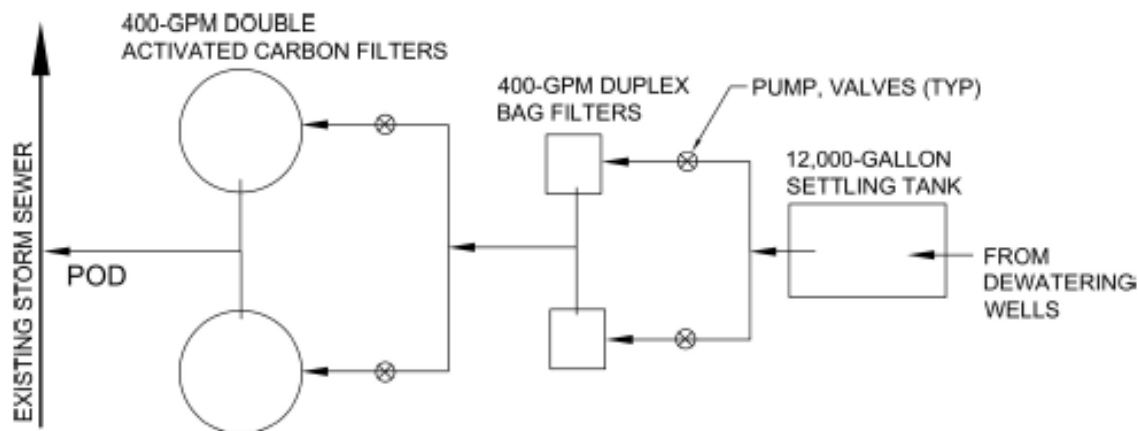 400-GPM DOUBLE
ACTIVATED CARBON FILTERS
400-GPM DUPLEX
BAG FILTERS
PUMP, VALVES (TYP)
12,000-GALLON
SETTLING TANK
EXISTING STORM SEWER
POD
FROM
DEWATERING
WELLS